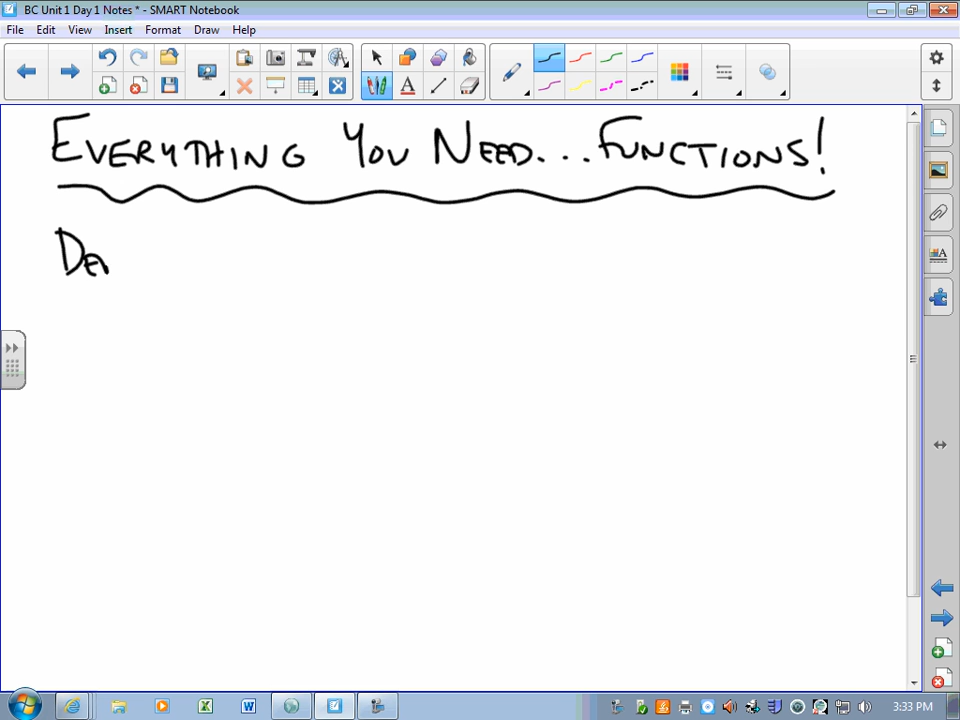 BC Unit 1 Day 1 Notes * - SMART Notebook
File Edit View Insert Format Draw Help
EVERYTHING YOU NEED...FUNCTIONS!
3:33 PM